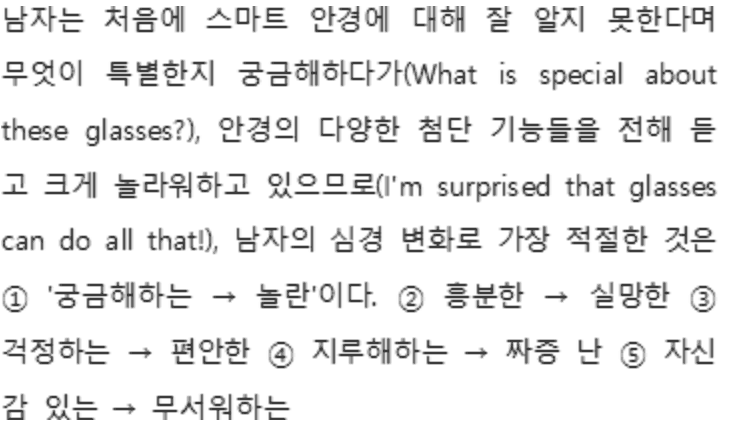 남자는 처음에 스마트 안경에 대해 잘 알지 못한다며
무엇이 특별한지 궁금해하다가(What is special about
these glasses?), 안경의 다양한 첨단 기능들을 전해 듣
고 크게 놀라워하고 있으므로(I'm surprised that glasses
can do all that!), 남자의 심경 변화로 가장 적절한 것은
① '궁금해하는 → 놀란'이다. ② 흥분한 → 실망한 ③
걱정하는 → 편안한 ④ 지루해하는 → 짜증 난 ⑤ 자신
감 있는 → 무서워하는